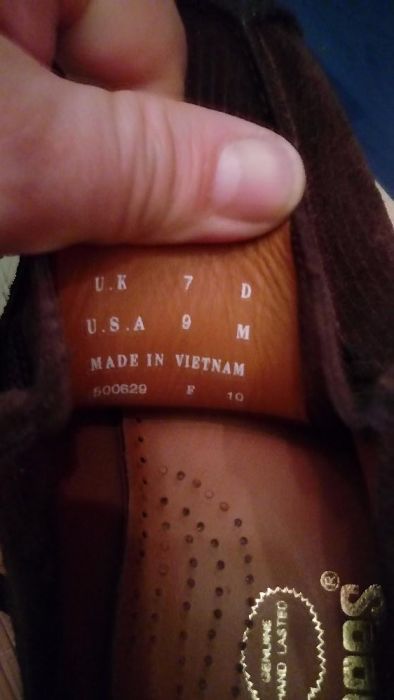 U.K 7 D
U.S.A 9 M
MADE IN VIETNAM
500629 F 10
GENUINE
HAND LASTED
®